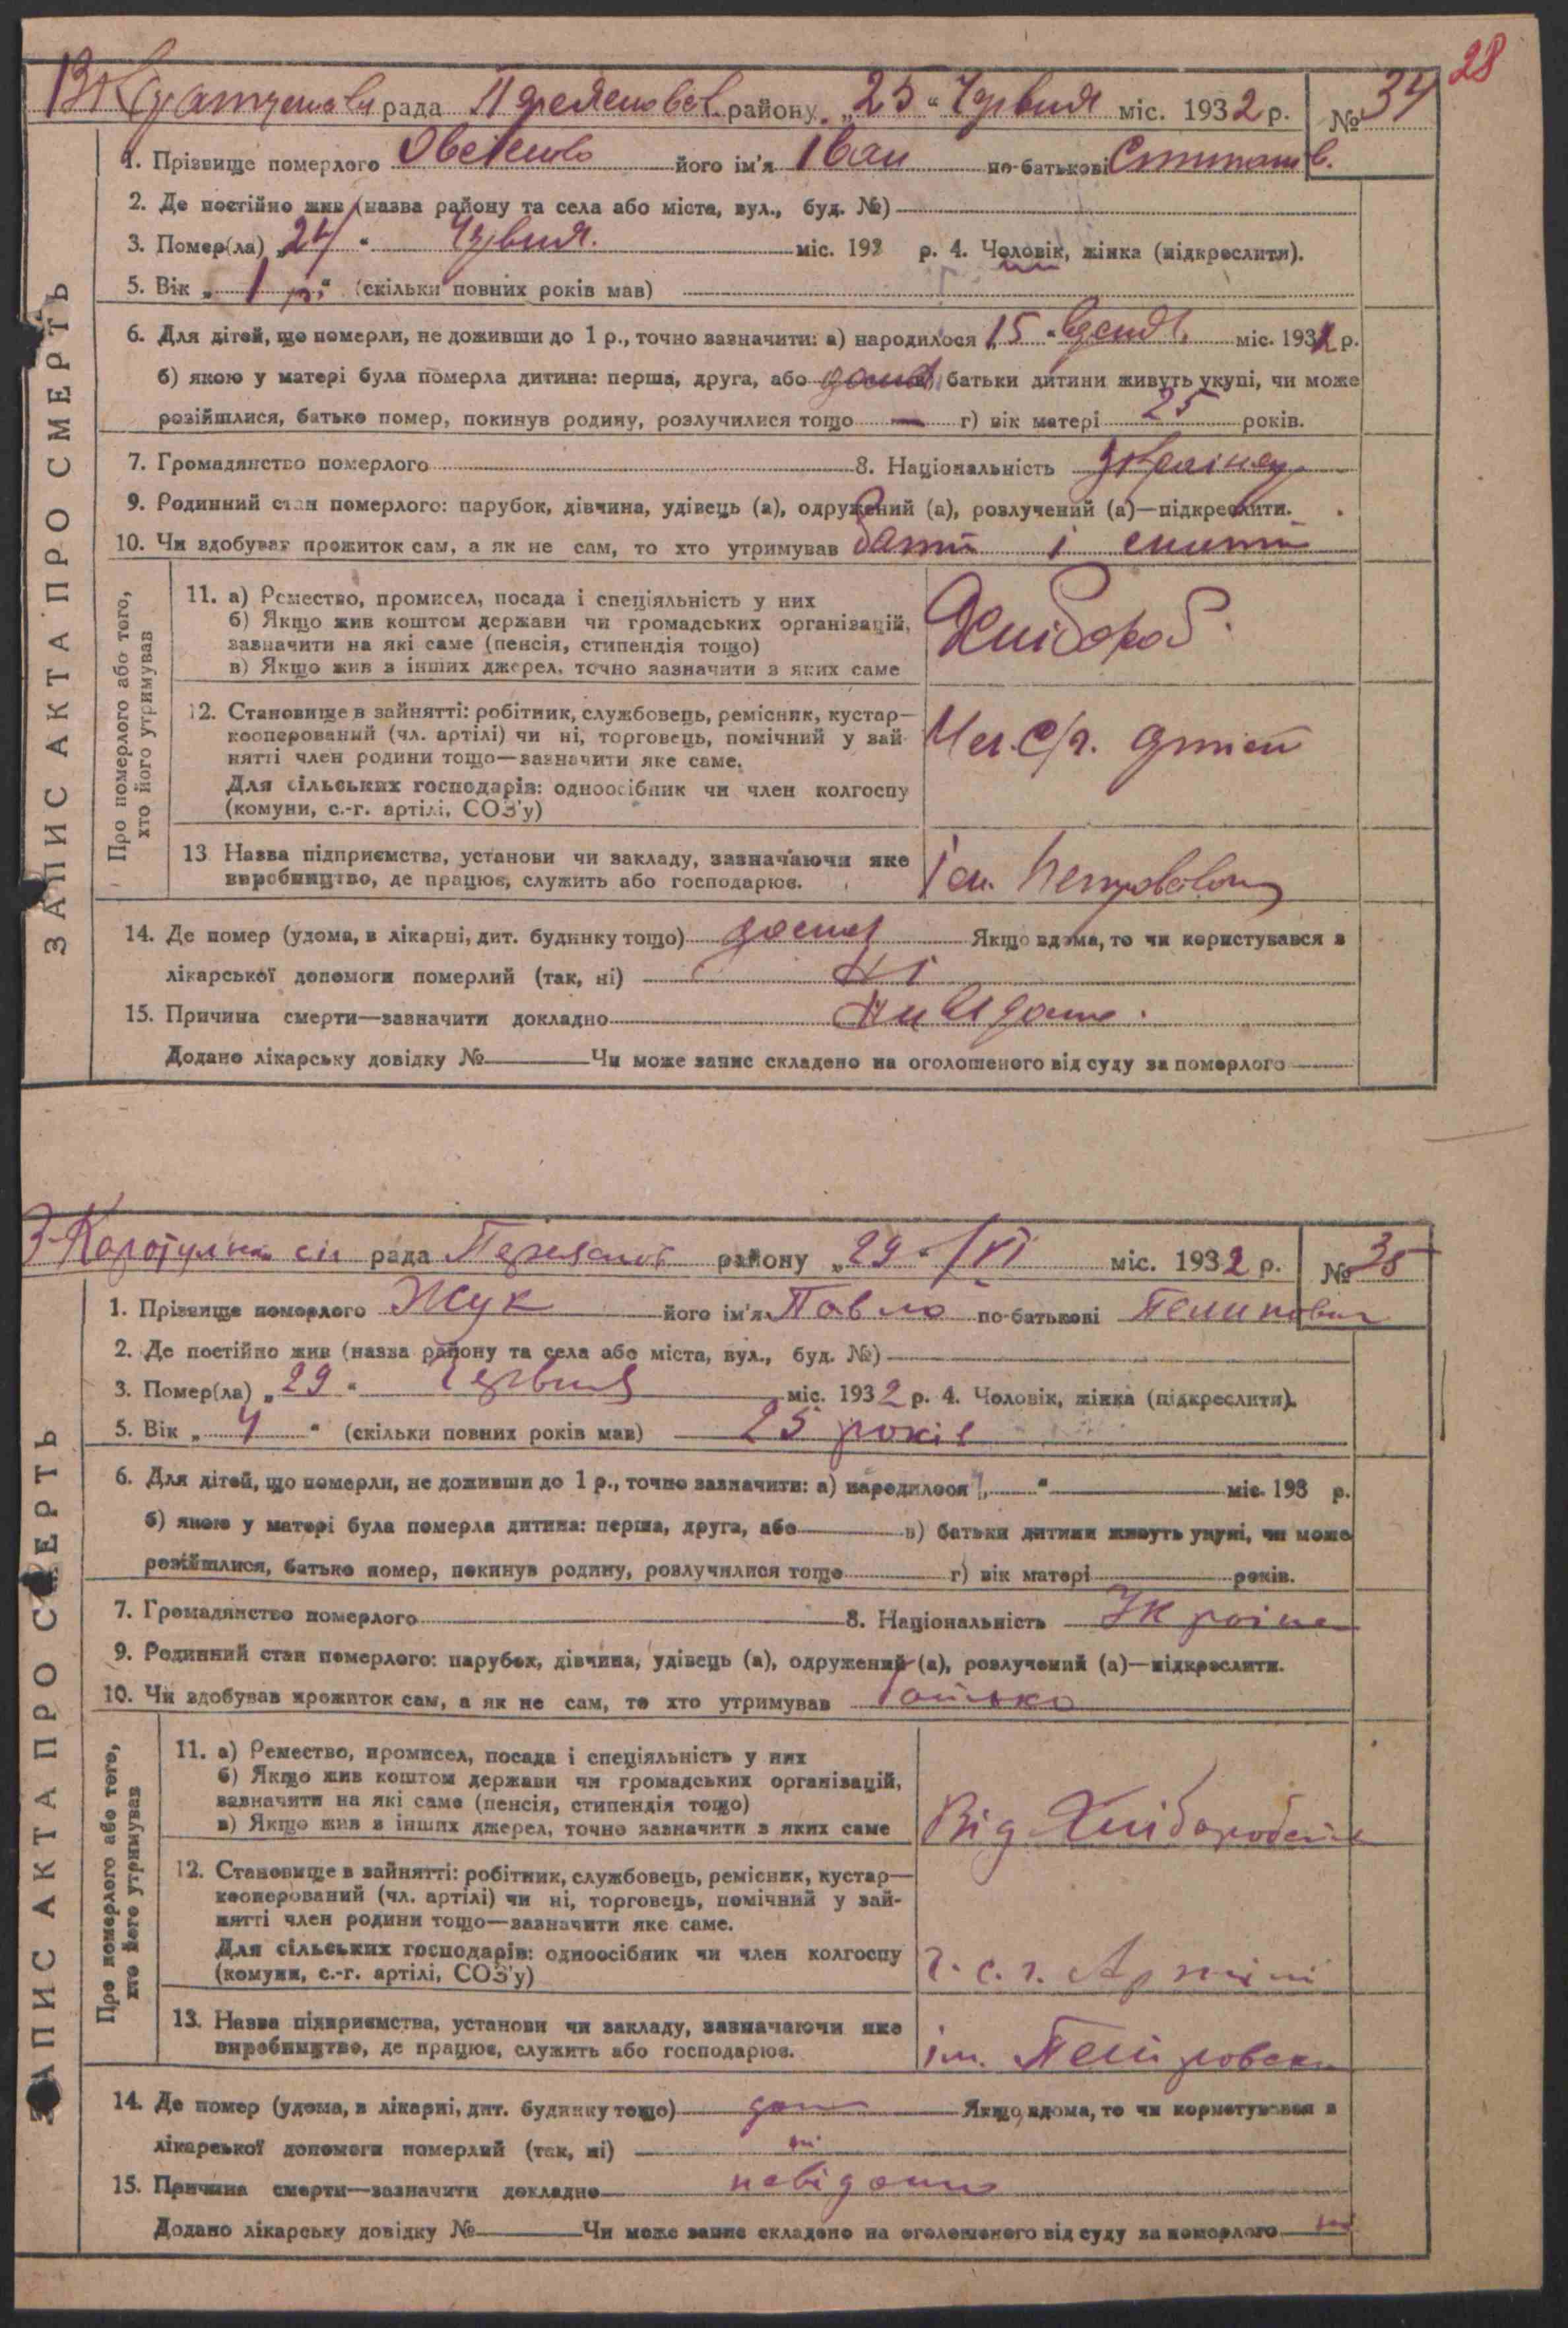 28
рада району „25“ Червня міс. 1932 р. № 34
1. Прізвище померлого його ім'я Іван по-батькові
2. Де постійно жив (назва району та села або міста, вул., буд. №)
3. Помер(ла) „24“ Червня. міс. 192 р. 4. Чоловік, жінка (підкреслити).
5. Вік „1 р.“ (скільки повних років мав)
6. Для дітей, що померли, не доживши до 1 р., точно зазначити: а) народилося „15“ міс. 193 р.
б) якою у матері була померла дитина: перша, друга, або батьки дитини живуть укупі, чи може
розійшлися, батько помер, покинув родину, розлучилися тощо — г) вік матері 25 років.
7. Громадянство померлого 8. Національність
9. Родинний стан померлого: парубок, дівчина, удівець (а), одружений (а), розлучений (а)—підкреслити.
10. Чи здобував прожиток сам, а як не сам, то хто утримував і
ЗАПИС АКТА ПРО СМЕРТЬ
Про померлого або того, хто його утримував
11. а) Ремество, промисел, посада і спеціяльність у них
б) Якщо жив коштом держави чи громадських організацій,
зазначити на які саме (пенсія, стипендія тощо)
в) Якщо жив з інших джерел, точно зазначити з яких саме
Хлібороб.
12. Становище в зайнятті: робітник, службовець, ремісник, кустар—
кооперований (чл. артілі) чи ні, торговець, помічний у зай-
нятті член родини тощо—зазначити яке саме.
Для сільських господарів: одноосібник чи член колгоспу
(комуни, с.-г. артілі, СОЗ'у)
13 Назва підприємства, установи чи закладу, зазначаючи яке
виробництво, де працює, служить або господарює.
14. Де помер (удома, в лікарні, дит. будинку тощо) дома Якщо вдома, то чи користувався з
лікарської допомоги померлий (так, ні) Ні
15. Причина смерти—зазначити докладно
Додано лікарську довідку № Чи може запис складено на оголошеного від суду за померлого
рада району „29“ /VI міс. 1932 р. № 35
1. Прізвище померлого Жук його ім'я Павло по-батькові
2. Де постійно жив (назва району та села або міста, вул., буд. №)
3. Помер(ла) „29“ Червня міс. 1932 р. 4. Чоловік, жінка (підкреслити).
5. Вік „ “ (скільки повних років мав) 25 років
6. Для дітей, що померли, не доживши до 1 р., точно зазначити: а) народилося „ “ міс. 193 р.
б) якою у матері була померла дитина: перша, друга, або в) батьки дитини живуть укупі, чи може
розійшлися, батько помер, покинув родину, розлучилися тощо г) вік матері років.
7. Громадянство померлого 8. Національність
9. Родинний стан померлого: парубок, дівчина, удівець (а), одружений (а), розлучений (а)—підкреслити.
10. Чи здобував прожиток сам, а як не сам, то хто утримував батько
ЗАПИС АКТА ПРО СМЕРТЬ
Про померлого або того, хто його утримував
11. а) Ремество, промисел, посада і спеціяльність у них
б) Якщо жив коштом держави чи громадських організацій,
зазначити на які саме (пенсія, стипендія тощо)
в) Якщо жив з інших джерел, точно зазначити з яких саме
Від
12. Становище в зайнятті: робітник, службовець, ремісник, кустар—
кооперований (чл. артілі) чи ні, торговець, помічний у зай-
нятті член родини тощо—зазначити яке саме.
Для сільських господарів: одноосібник чи член колгоспу
(комуни, с.-г. артілі, СОЗ'у)
Артілі
13. Назва підприємства, установи чи закладу, зазначаючи яке
виробництво, де працює, служить або господарює.
ім.
14. Де помер (удома, в лікарні, дит. будинку тощо) Якщо вдома, то чи користувався з
лікарської допомоги померлий (так, ні) ні
15. Причина смерти—зазначити докладно невідомо
Додано лікарську довідку № Чи може запис складено на оголошеного від суду за померлого